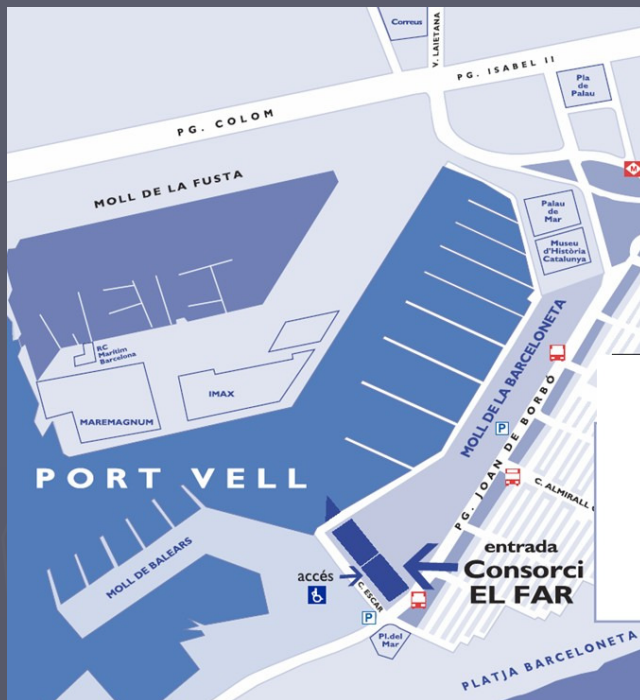 Correus
V. LAIETANA
PG. ISABEL II
Pla
de
Palau
PG. COLOM
M
MOLL DE LA FUSTA
Palau
de
Mar
Museu
d'Història
Catalunya
RC
Marítim
Barcelona
MAREMAGNUM
IMAX
MOLL DE LA BARCELONETA
P
PG. JOAN DE BORBÓ
C. ALMIRALL
PORT VELL
MOLL DE BALEARS
accés
C. ESCAR
entrada
Consorci
EL FAR
P
Pl.del
Mar
PLATJA BARCELONETA